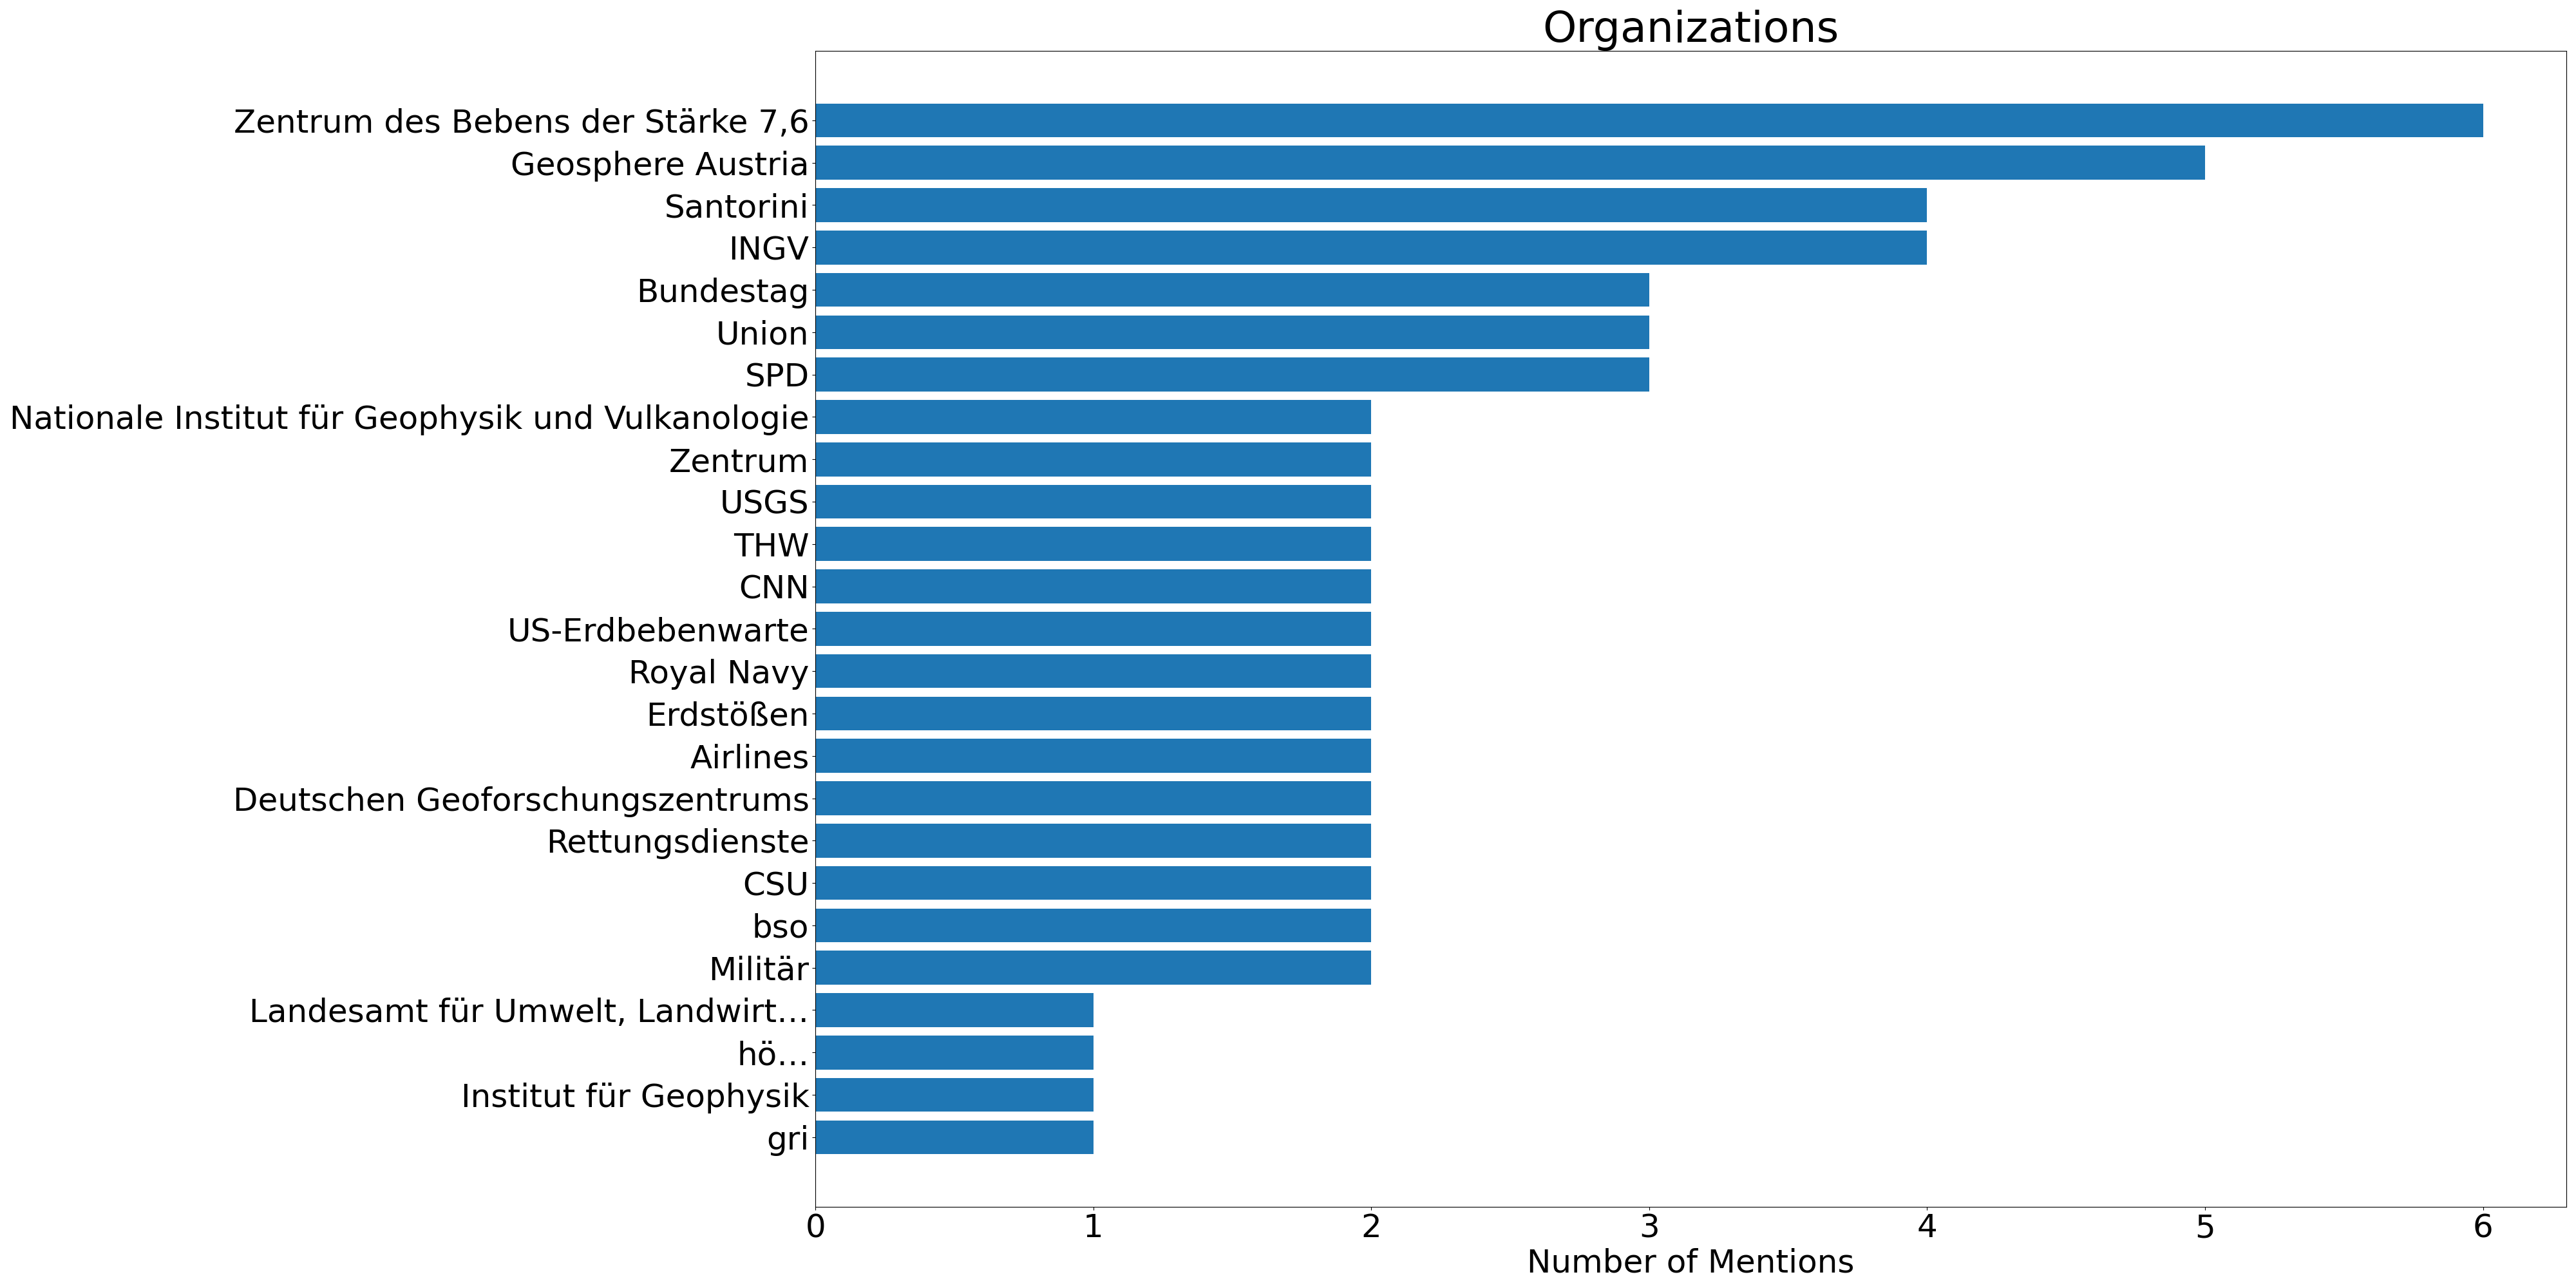 Organizations
Zentrum des Bebens der Stärke 7,6
Geosphere Austria
Santorini
INGV
Bundestag
Union
SPD
Nationale Institut für Geophysik und Vulkanologie
Zentrum
USGS
THW
CNN
US-Erdbebenwarte
Royal Navy
Erdstößen
Airlines
Deutschen Geoforschungszentrums
Rettungsdienste
CSU
bso
Militär
Landesamt für Umwelt, Landwirt…
hö…
Institut für Geophysik
gri
0 1 2 3 4 5 6
Number of Mentions